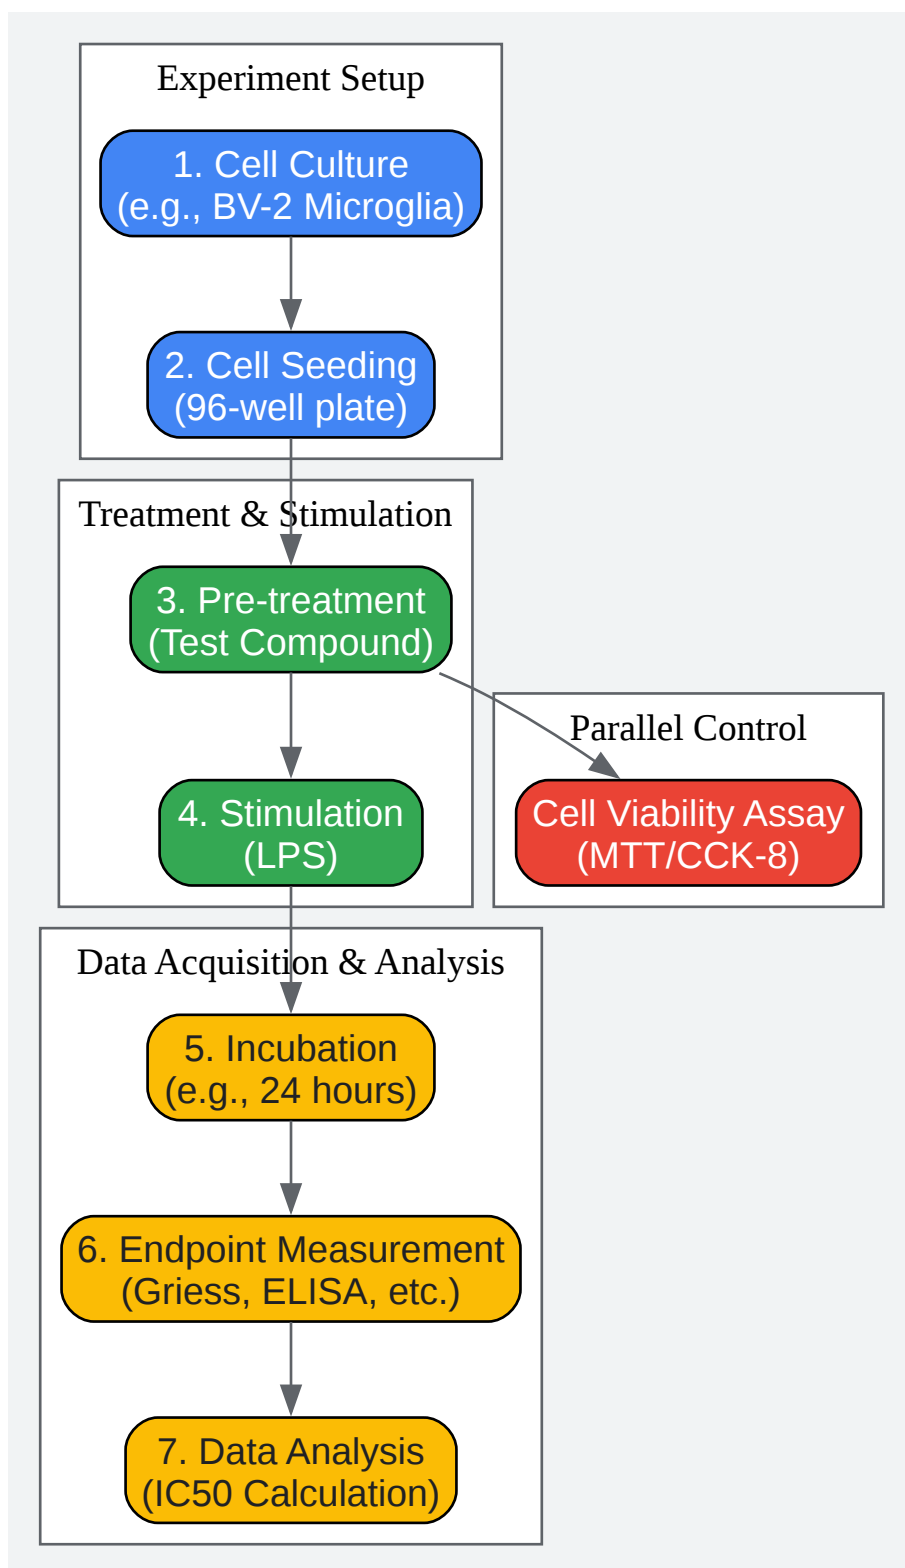 Experiment Setup
1. Cell Culture
(e.g., BV-2 Microglia)
2. Cell Seeding
(96-well plate)
Treatment & Stimulation
3. Pre-treatment
(Test Compound)
4. Stimulation
(LPS)
Parallel Control
Cell Viability Assay
(MTT/CCK-8)
Data Acquisition & Analysis
5. Incubation
(e.g., 24 hours)
6. Endpoint Measurement
(Griess, ELISA, etc.)
7. Data Analysis
(IC50 Calculation)